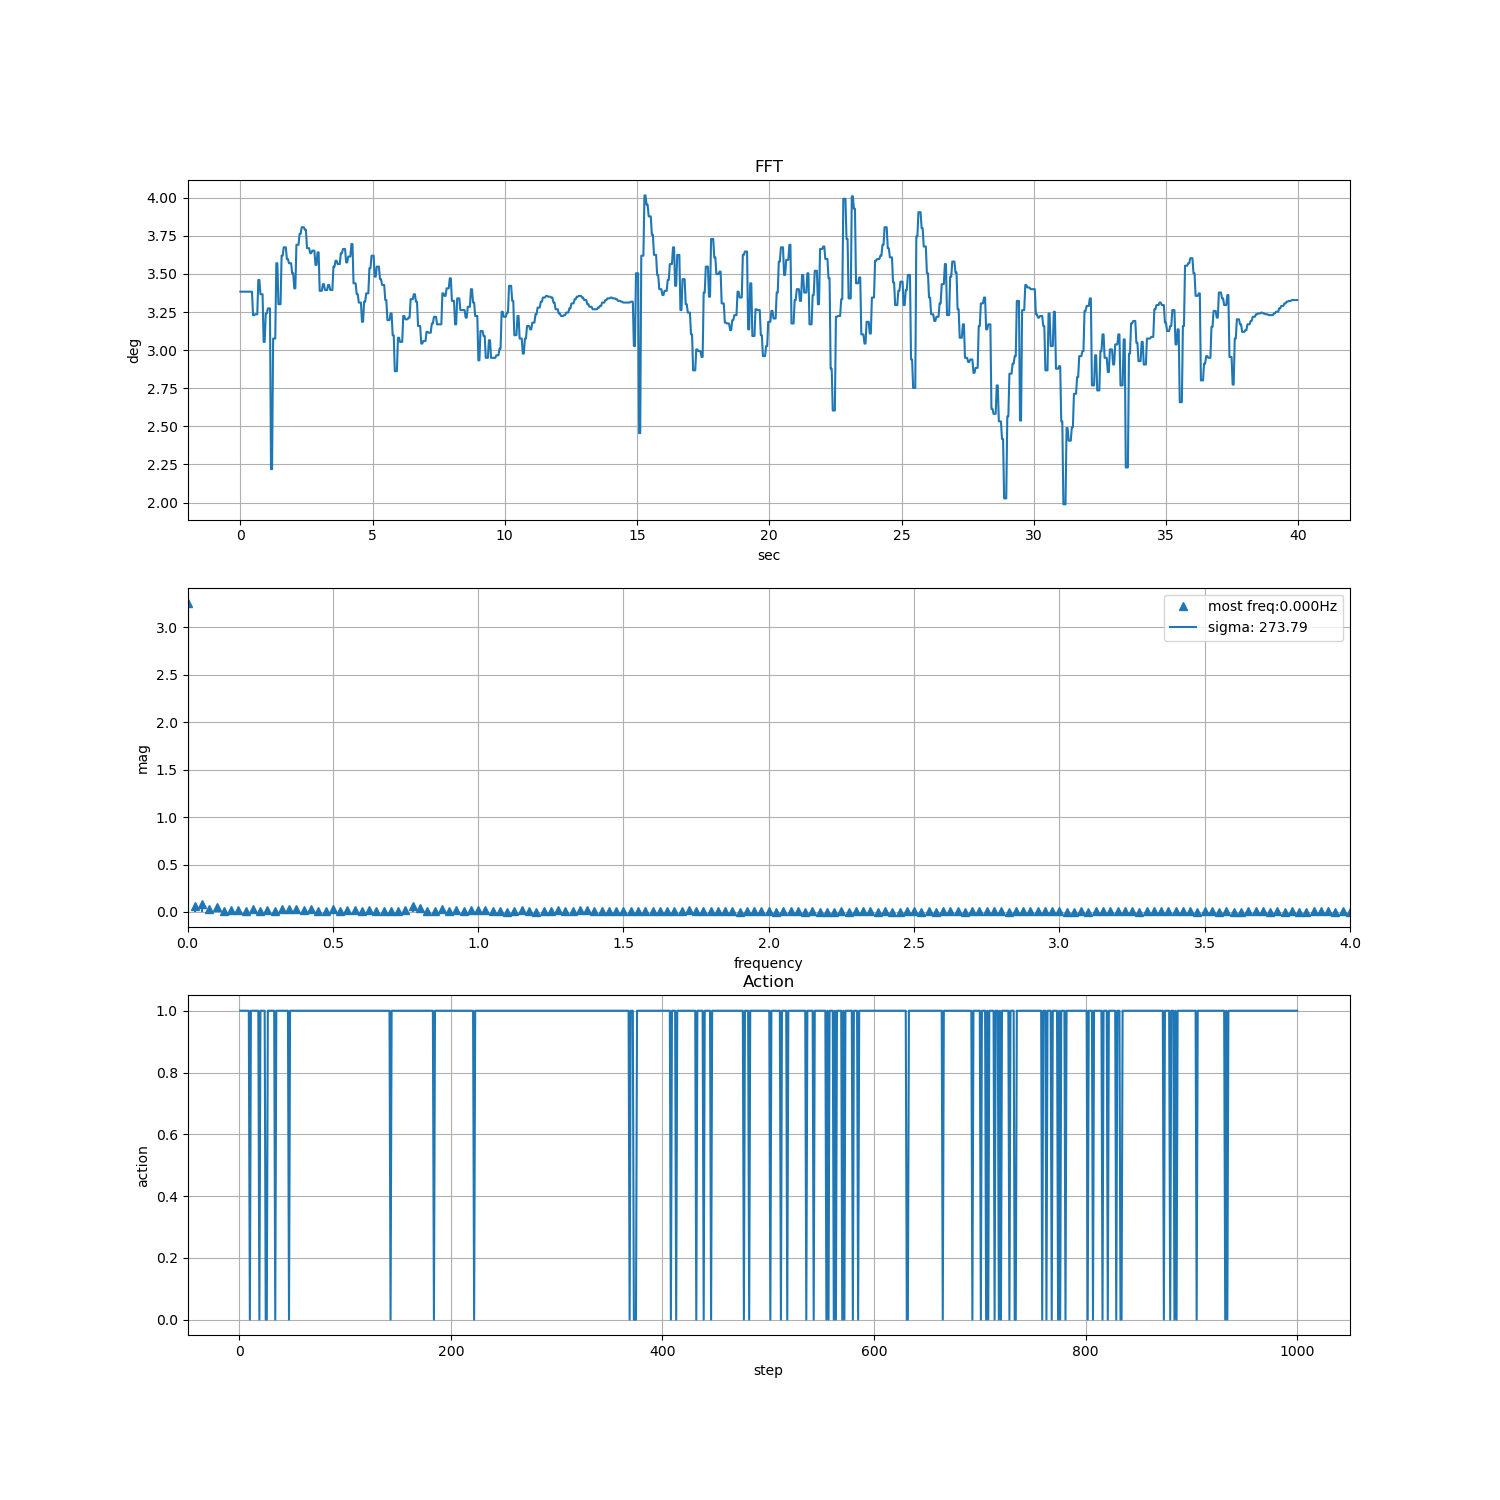 FFT
4.00
3.75
3.50
3.25
3.00
2.75
2.50
2.25
2.00
deg
0 5 10 15 20 25 30 35 40
sec
most freq:0.000Hz
sigma: 273.79
3.0
2.5
2.0
1.5
1.0
0.5
0.0
mag
0.0 0.5 1.0 1.5 2.0 2.5 3.0 3.5 4.0
frequency
Action
1.0
0.8
0.6
0.4
0.2
0.0
action
0 200 400 600 800 1000
step